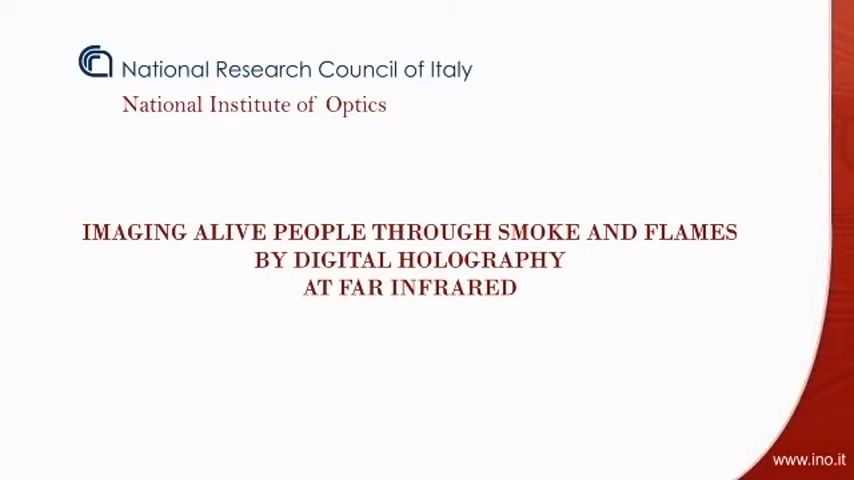 National Research Council of Italy
National Institute of Optics
IMAGING ALIVE PEOPLE THROUGH SMOKE AND FLAMES
BY DIGITAL HOLOGRAPHY
AT FAR INFRARED
www.ino.it